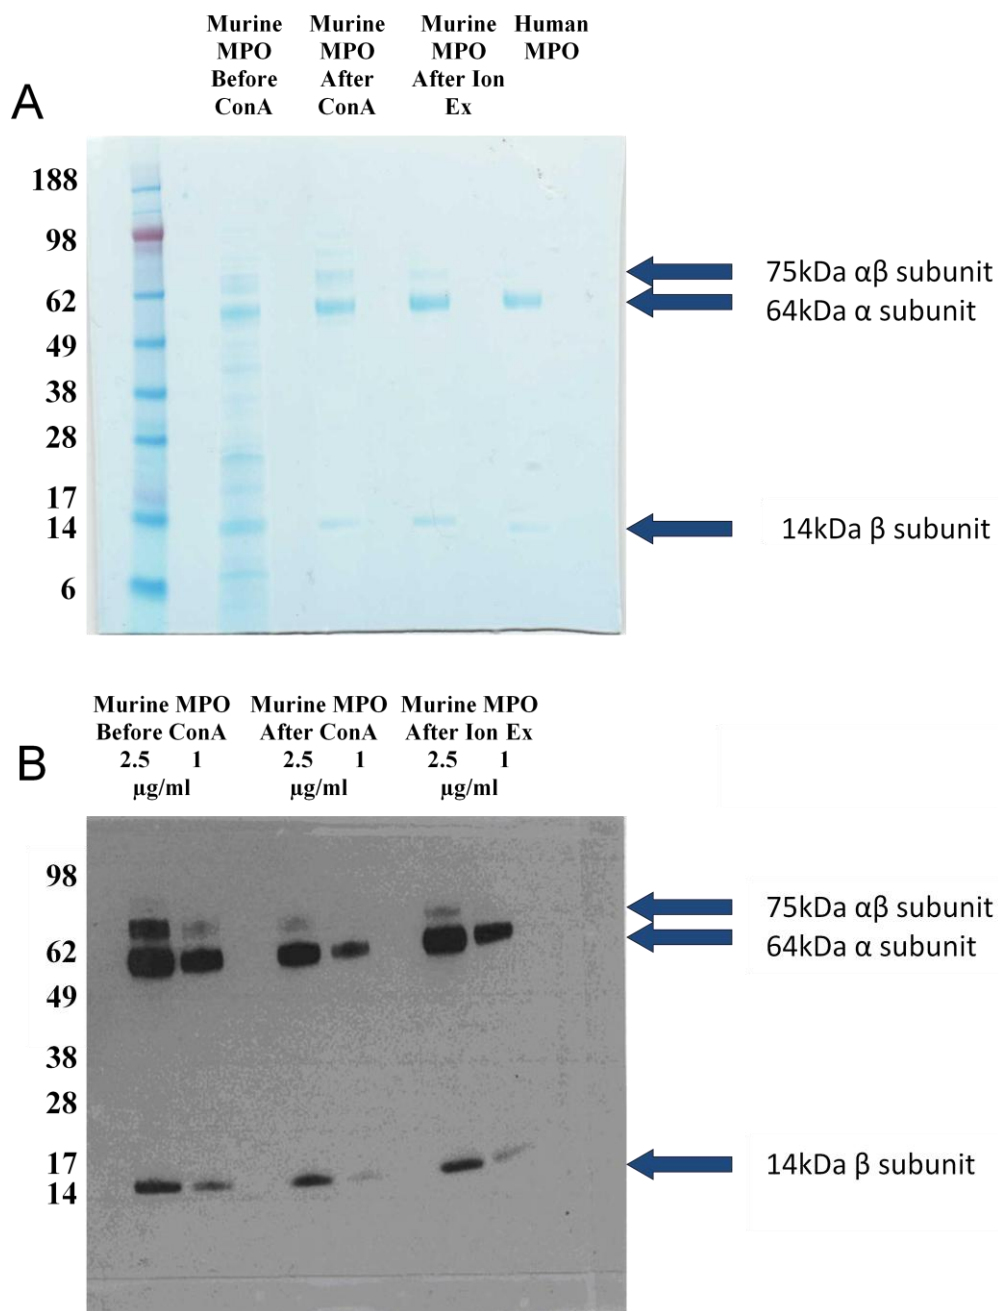 Murine Murine Murine Human
MPO MPO MPO MPO
Before After After Ion
ConA ConA Ex
A
188
98
62
49
38
28
17
14
6
75kDa αβ subunit
64kDa α subunit
14kDa β subunit
Murine MPO Murine MPO Murine MPO
Before ConA After ConA After Ion Ex
B
2.5 1 2.5 1 2.5 1
μg/ml μg/ml μg/ml
98
62
49
38
28
17
14
75kDa αβ subunit
64kDa α subunit
14kDa β subunit